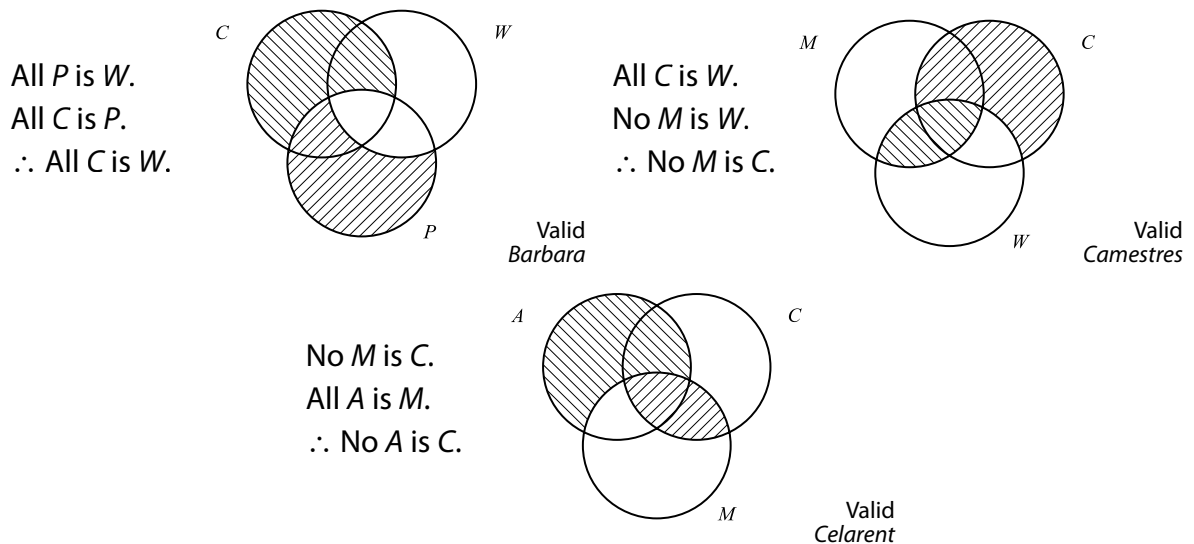 C
W
All P is W.
All C is P.
∴ All C is W.
P
Valid
Barbara
M
C
All C is W.
No M is W.
∴ No M is C.
W
Valid
Camestres
A
C
No M is C.
All A is M.
∴ No A is C.
M
Valid
Celarent